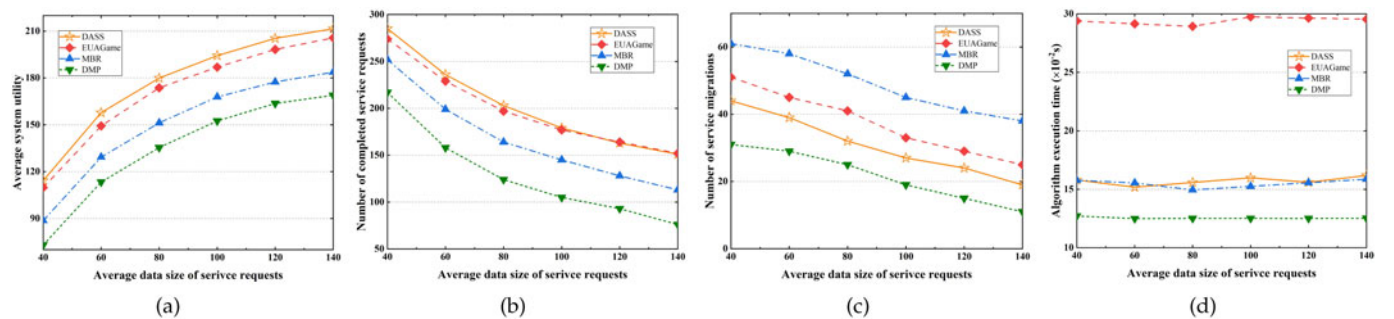 Average system utility
210
180
150
120
90
DASS
EUAGame
MBR
DMP
40 60 80 100 120 140
Average data size of serivce requests
(a)
Number of completed service requests
300
250
200
150
100
50
DASS
EUAGame
MBR
DMP
40 60 80 100 120 140
Average data size of serivce requests
(b)
Number of service migrations
60
40
20
0
DASS
EUAGame
MBR
DMP
40 60 80 100 120 140
Average data size of serivce requests
(c)
Algorithm execution time (×10⁻²s)
30
25
20
15
10
DASS
EUAGame
MBR
DMP
40 60 80 100 120 140
Average data size of serivce requests
(d)